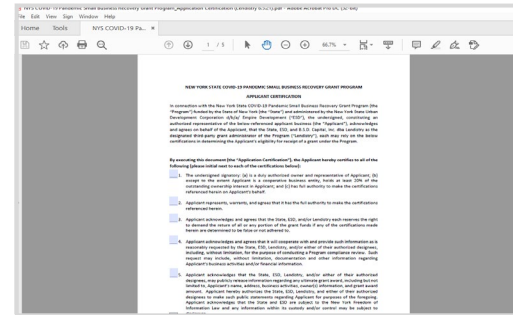 NYS COVID-19 Pandemic Small Business Recovery Grant Program_Application Certification (Lendistry 6.5.21).pdf - Adobe Acrobat Pro DC (32-bit)
File Edit View Sign Window Help
Home Tools NYS COVID-19 Pa... ×
1 / 5 66.7%
NEW YORK STATE COVID-19 PANDEMIC SMALL BUSINESS RECOVERY GRANT PROGRAM
APPLICANT CERTIFICATION
In connection with the New York State COVID-19 Pandemic Small Business Recovery Grant Program (the
"Program") funded by the State of New York (the "State") and administered by the New York State Urban
Development Corporation d/b/a/ Empire Development ("ESD"), the undersigned, constituting an
authorized representative of the below referenced applicant business (the "Applicant"), acknowledges
and agrees on behalf of the Applicant, that the State, ESD, and B.S.D. Capital, Inc. dba Lendistry as the
designated third-party grant administrator of the Program ("Lendistry"), each may rely on the below
certifications in determining the Applicant's eligibility for receipt of a grant under the Program.
By executing this document (the "Application Certification"), the Applicant hereby certifies to all of the
following (please initial next to each of the certifications below):
1. The undersigned signatory: (a) is a duly authorized owner and representative of Applicant; (b)
except to the extent Applicant is a cooperative business entity, holds at least 20% of the
outstanding ownership interest in Applicant; and (c) has full authority to make the certifications
referenced herein on Applicant's behalf.
2. Applicant represents, warrants, and agrees that it has the full authority to make the certifications
referenced herein.
3. Applicant acknowledges and agrees that the State, ESD, and/or Lendistry each reserves the right
to demand the return of all or any portion of the grant funds if any of the certifications made
herein are determined to be false or not adhered to.
4. Applicant acknowledges and agrees that it will cooperate with and provide such information as is
reasonably requested by the State, ESD, Lendistry, and/or either of their authorized designees,
including, without limitation, for the purpose of conducting a Program compliance review. Such
request may include, without limitation, documentation and other information regarding
Applicant's business activities and/or financial information.
5. Applicant acknowledges that the State, ESD, Lendistry, and/or either of their authorized
designees, may publicly release information regarding any ultimate grant award, including but not
limited to, Applicant's name, address, business activities, owner(s) information, and grant award
amount. Applicant hereby authorizes the State, ESD, Lendistry, and either of their authorized
designees to make such public statements regarding Applicant for purposes of the foregoing.
Applicant acknowledges that the State and ESD are subject to the New York Freedom of
Information Law and any information within its custody and/or control may be subject to